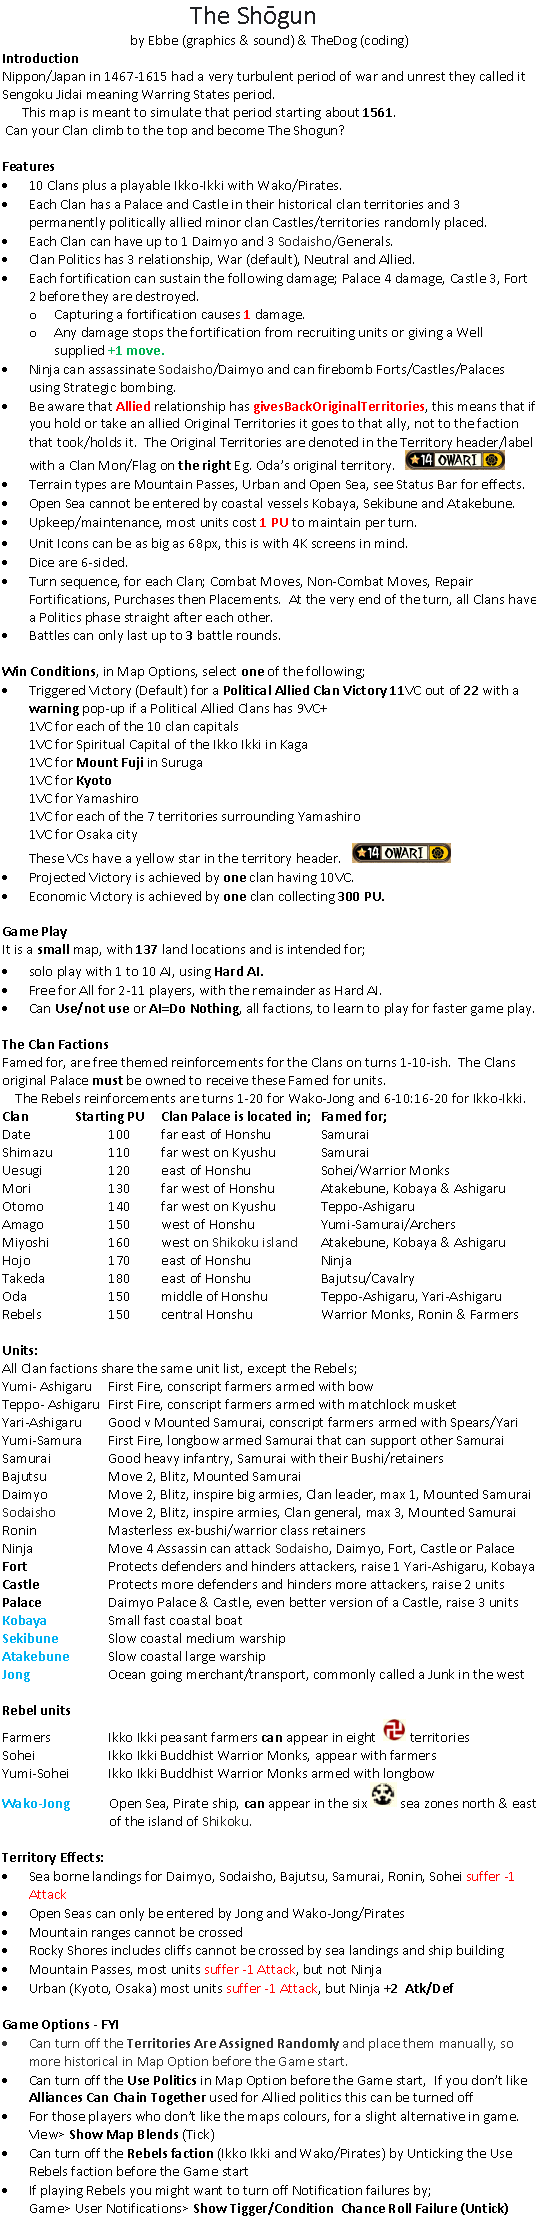 The Shōgun
by Ebbe (graphics & sound) & TheDog (coding)
Introduction
Nippon/Japan in 1467-1615 had a very turbulent period of war and unrest they called it
Sengoku Jidai meaning Warring States period.
This map is meant to simulate that period starting about 1561.
Can your Clan climb to the top and become The Shogun?
Features
• 10 Clans plus a playable Ikko-Ikki with Wako/Pirates.
• Each Clan has a Palace and Castle in their historical clan territories and 3
permanently politically allied minor clan Castles/territories randomly placed.
• Each Clan can have up to 1 Daimyo and 3 Sodaisho/Generals.
• Clan Politics has 3 relationship, War (default), Neutral and Allied.
• Each fortification can sustain the following damage; Palace 4 damage, Castle 3, Fort
2 before they are destroyed.
o Capturing a fortification causes 1 damage.
o Any damage stops the fortification from recruiting units or giving a Well
supplied +1 move.
• Ninja can assassinate Sodaisho/Daimyo and can firebomb Forts/Castles/Palaces
using Strategic bombing.
• Be aware that Allied relationship has givesBackOriginalTerritories, this means that if
you hold or take an allied Original Territories it goes to that ally, not to the faction
that took/holds it. The Original Territories are denoted in the Territory header/label
with a Clan Mon/Flag on the right Eg. Oda's original territory. 14 OWARI
• Terrain types are Mountain Passes, Urban and Open Sea, see Status Bar for effects.
• Open Sea cannot be entered by coastal vessels Kobaya, Sekibune and Atakebune.
• Upkeep/maintenance, most units cost 1 PU to maintain per turn.
• Unit Icons can be as big as 68px, this is with 4K screens in mind.
• Dice are 6-sided.
• Turn sequence, for each Clan; Combat Moves, Non-Combat Moves, Repair
Fortifications, Purchases then Placements. At the very end of the turn, all Clans have
a Politics phase straight after each other.
• Battles can only last up to 3 battle rounds.
Win Conditions, in Map Options, select one of the following;
• Triggered Victory (Default) for a Political Allied Clan Victory 11VC out of 22 with a
warning pop-up if a Political Allied Clans has 9VC+
1VC for each of the 10 clan capitals
1VC for Spiritual Capital of the Ikko Ikki in Kaga
1VC for Mount Fuji in Suruga
1VC for Kyoto
1VC for Yamashiro
1VC for each of the 7 territories surrounding Yamashiro
1VC for Osaka city
These VCs have a yellow star in the territory header. 14 OWARI
• Projected Victory is achieved by one clan having 10VC.
• Economic Victory is achieved by one clan collecting 300 PU.
Game Play
It is a small map, with 137 land locations and is intended for;
• solo play with 1 to 10 AI, using Hard AI.
• Free for All for 2-11 players, with the remainder as Hard AI.
• Can Use/not use or AI=Do Nothing, all factions, to learn to play for faster game play.
The Clan Factions
Famed for, are free themed reinforcements for the Clans on turns 1-10-ish. The Clans
original Palace must be owned to receive these Famed for units.
The Rebels reinforcements are turns 1-20 for Wako-Jong and 6-10:16-20 for Ikko-Ikki.
Clan Starting PU Clan Palace is located in; Famed for;
Date 100 far east of Honshu Samurai
Shimazu 110 far west on Kyushu Samurai
Uesugi 120 east of Honshu Sohei/Warrior Monks
Mori 130 far west of Honshu Atakebune, Kobaya & Ashigaru
Otomo 140 far west on Kyushu Teppo-Ashigaru
Amago 150 west of Honshu Yumi-Samurai/Archers
Miyoshi 160 west on Shikoku island Atakebune, Kobaya & Ashigaru
Hojo 170 east of Honshu Ninja
Takeda 180 east of Honshu Bajutsu/Cavalry
Oda 150 middle of Honshu Teppo-Ashigaru, Yari-Ashigaru
Rebels 150 central Honshu Warrior Monks, Ronin & Farmers
Units:
All Clan factions share the same unit list, except the Rebels;
Yumi- Ashigaru First Fire, conscript farmers armed with bow
Teppo- Ashigaru First Fire, conscript farmers armed with matchlock musket
Yari-Ashigaru Good v Mounted Samurai, conscript farmers armed with Spears/Yari
Yumi-Samura First Fire, longbow armed Samurai that can support other Samurai
Samurai Good heavy infantry, Samurai with their Bushi/retainers
Bajutsu Move 2, Blitz, Mounted Samurai
Daimyo Move 2, Blitz, inspire big armies, Clan leader, max 1, Mounted Samurai
Sodaisho Move 2, Blitz, inspire armies, Clan general, max 3, Mounted Samurai
Ronin Masterless ex-bushi/warrior class retainers
Ninja Move 4 Assassin can attack Sodaisho, Daimyo, Fort, Castle or Palace
Fort Protects defenders and hinders attackers, raise 1 Yari-Ashigaru, Kobaya
Castle Protects more defenders and hinders more attackers, raise 2 units
Palace Daimyo Palace & Castle, even better version of a Castle, raise 3 units
Kobaya Small fast coastal boat
Sekibune Slow coastal medium warship
Atakebune Slow coastal large warship
Jong Ocean going merchant/transport, commonly called a Junk in the west
Rebel units
Farmers Ikko Ikki peasant farmers can appear in eight territories
Sohei Ikko Ikki Buddhist Warrior Monks, appear with farmers
Yumi-Sohei Ikko Ikki Buddhist Warrior Monks armed with longbow
Wako-Jong Open Sea, Pirate ship, can appear in the six sea zones north & east
of the island of Shikoku.
Territory Effects:
• Sea borne landings for Daimyo, Sodaisho, Bajutsu, Samurai, Ronin, Sohei suffer -1
Attack
• Open Seas can only be entered by Jong and Wako-Jong/Pirates
• Mountain ranges cannot be crossed
• Rocky Shores includes cliffs cannot be crossed by sea landings and ship building
• Mountain Passes, most units suffer -1 Attack, but not Ninja
• Urban (Kyoto, Osaka) most units suffer -1 Attack, but Ninja +2 Atk/Def
Game Options - FYI
• Can turn off the Territories Are Assigned Randomly and place them manually, so
more historical in Map Option before the Game start.
• Can turn off the Use Politics in Map Option before the Game start, If you don't like
Alliances Can Chain Together used for Allied politics this can be turned off
• For those players who don't like the maps colours, for a slight alternative in game.
View> Show Map Blends (Tick)
• Can turn off the Rebels faction (Ikko Ikki and Wako/Pirates) by Unticking the Use
Rebels faction before the Game start
• If playing Rebels you might want to turn off Notification failures by;
Game> User Notifications> Show Tigger/Condition Chance Roll Failure (Untick)